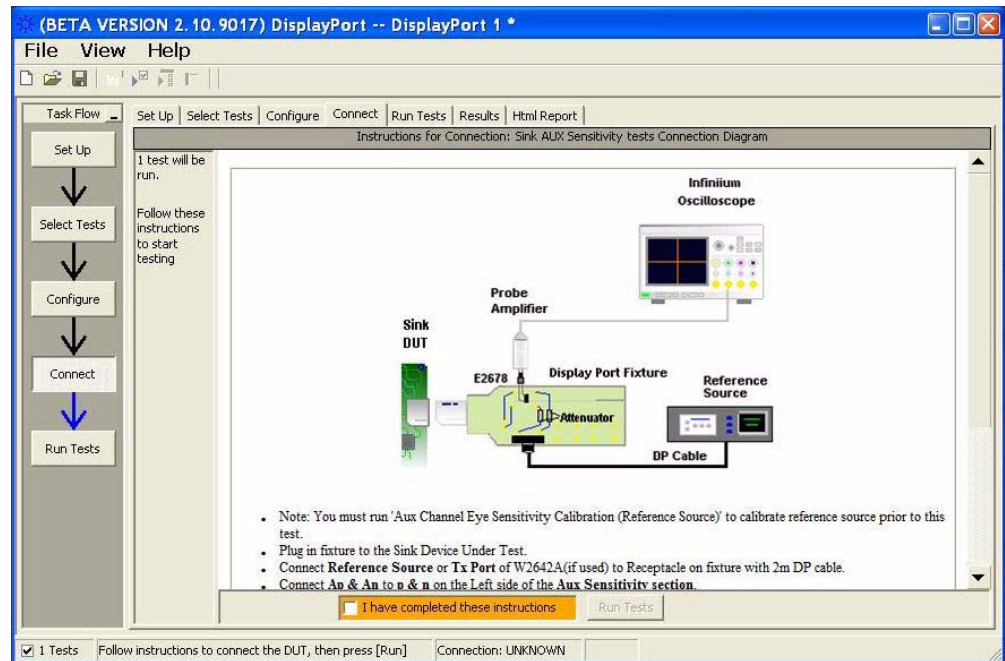 (BETA VERSION 2.10.9017) DisplayPort -- DisplayPort 1 *
File View Help
Task Flow
Set Up
Select Tests
Configure
Connect
Run Tests
Set Up Select Tests Configure Connect Run Tests Results Html Report
Instructions for Connection: Sink AUX Sensitivity tests Connection Diagram
1 test will be
run.
Follow these
instructions
to start
testing
Infiniium
Oscilloscope
Probe
Amplifier
Sink
DUT
E2678
Display Port Fixture
Attenuator
Reference
Source
DP Cable
• Note: You must run 'Aux Channel Eye Sensitivity Calibration (Reference Source)' to calibrate reference source prior to this
test.
• Plug in fixture to the Sink Device Under Test.
• Connect Reference Source or Tx Port of W2642A(if used) to Receptacle on fixture with 2m DP cable.
• Connect Ap & An to p & n on the Left side of the Aux Sensitivity section.
I have completed these instructions
Run Tests
1 Tests
Follow instructions to connect the DUT, then press [Run]
Connection: UNKNOWN